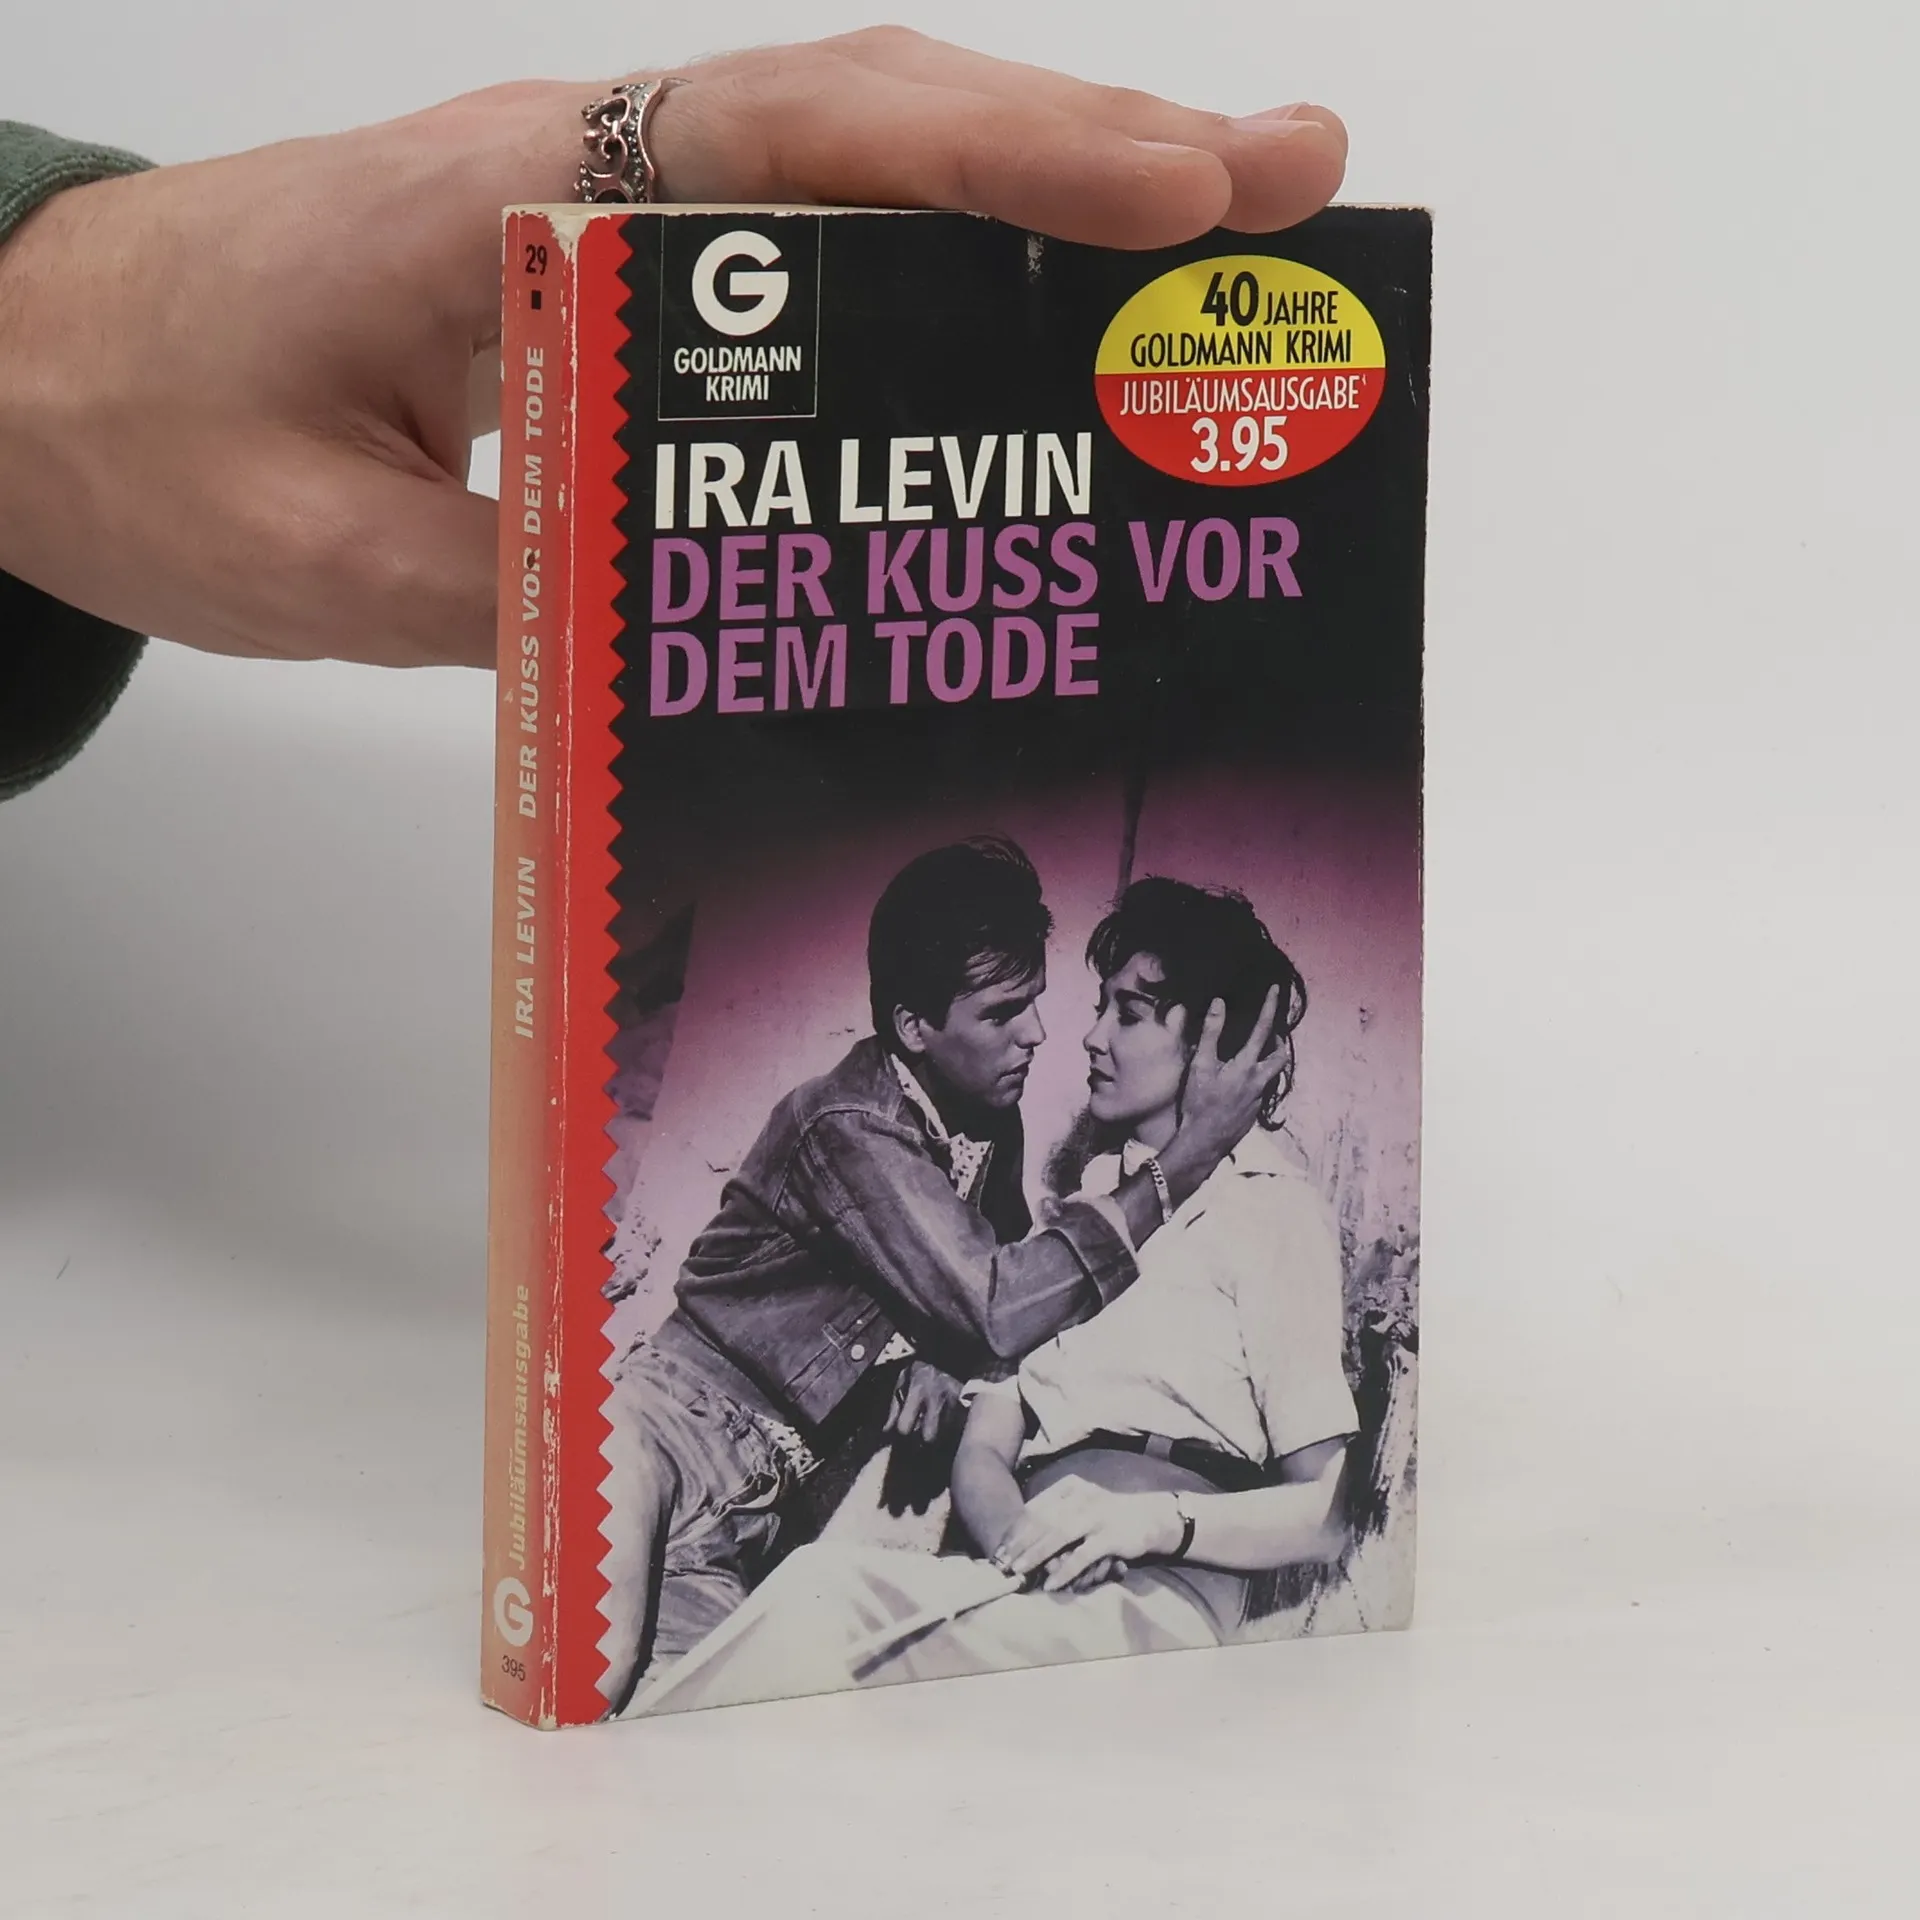 29
IRA LEVIN DER KUSS VOR DEM TODE
Jubiläumsausgabe
G
395
G
GOLDMANN
KRIMI
40 JAHRE
GOLDMANN KRIMI
JUBILÄUMSAUSGABE
3.95
IRA LEVIN
DER KUSS VOR
DEM TODE